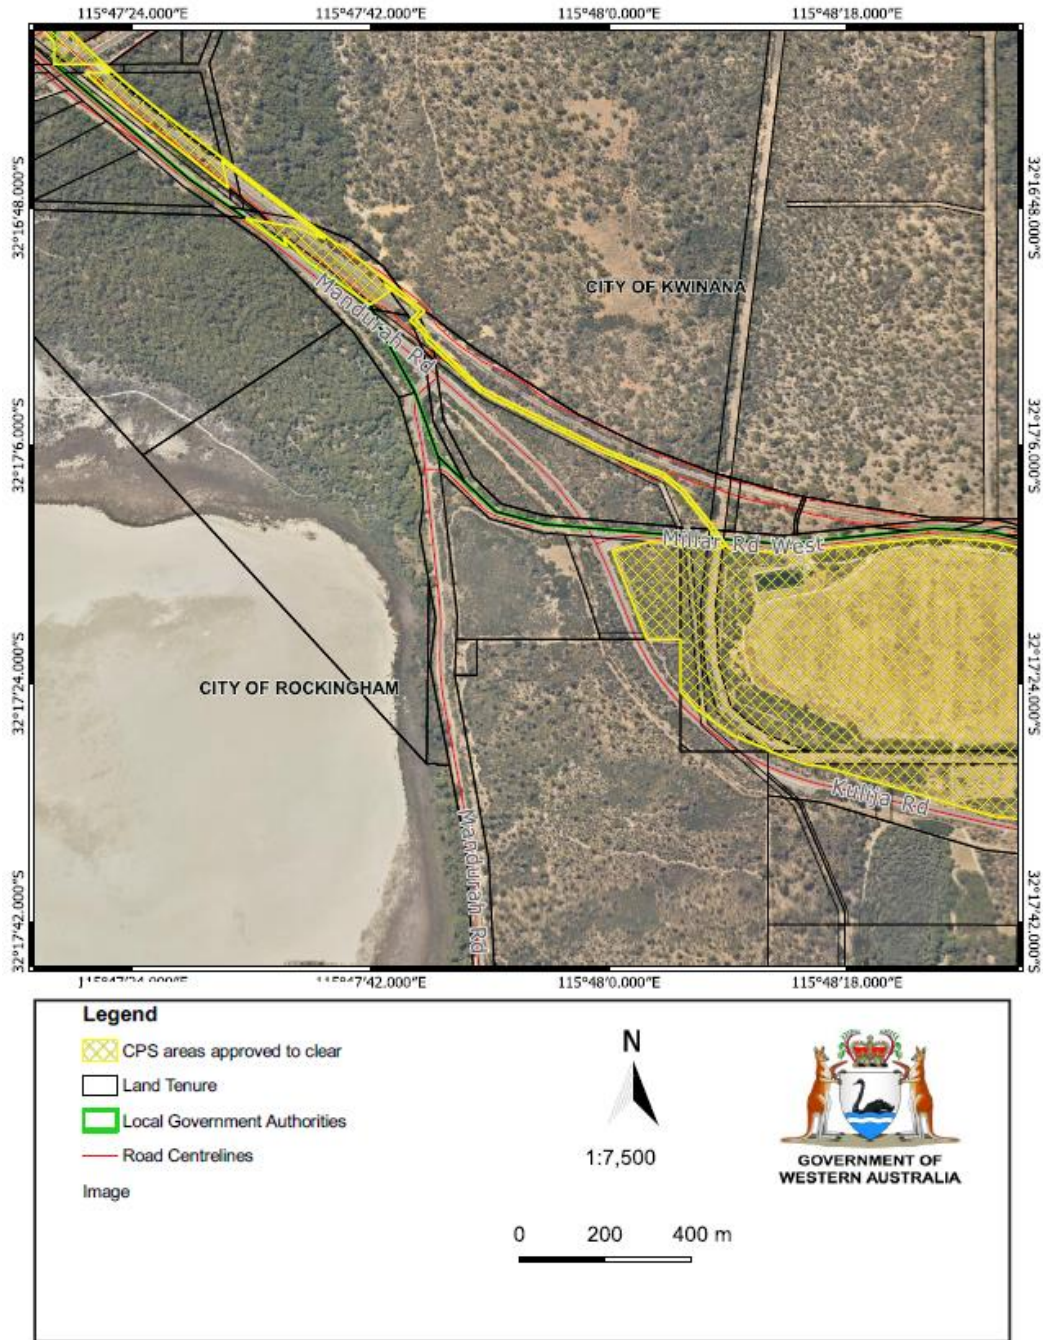 115°47'24.000"E 115°47'42.000"E 115°48'0.000"E 115°48'18.000"E
32°16'48.000"S
32°16'48.000"S
CITY OF KWINANA
Mandurah Rd
32°17'6.000"S
32°17'6.000"S
Millar Rd West
32°17'24.000"S
32°17'24.000"S
CITY OF ROCKINGHAM
Kulija Rd
Mandurah Rd
32°17'42.000"S
32°17'42.000"S
115°47'24.000"E 115°47'42.000"E 115°48'0.000"E 115°48'18.000"E
Legend
CPS areas approved to clear
Land Tenure
Local Government Authorities
Road Centrelines
Image
N
1:7,500
0 200 400 m
GOVERNMENT OF
WESTERN AUSTRALIA